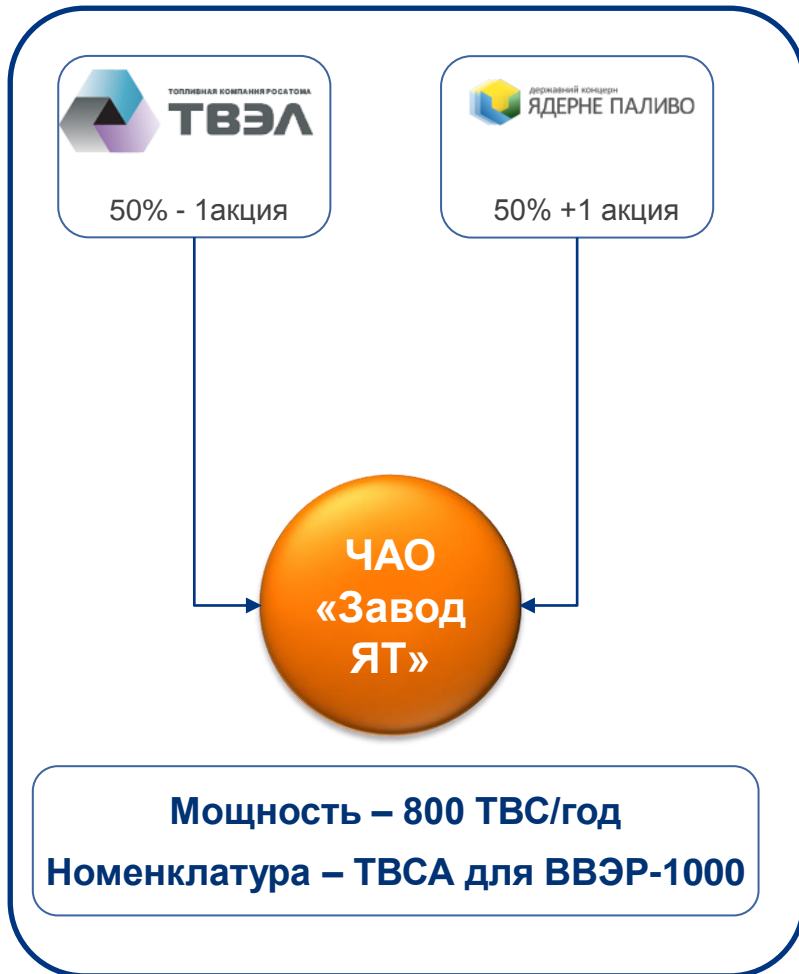 ТОПЛИВНАЯ КОМПАНИЯ РОСАТОМА
ТВЭЛ
50% - 1акция
державний концерн
ЯДЕРНЕ ПАЛИВО
50% +1 акция
ЧАО
«Завод
ЯТ»
Мощность – 800 ТВС/год
Номенклатура – ТВСА для ВВЭР-1000